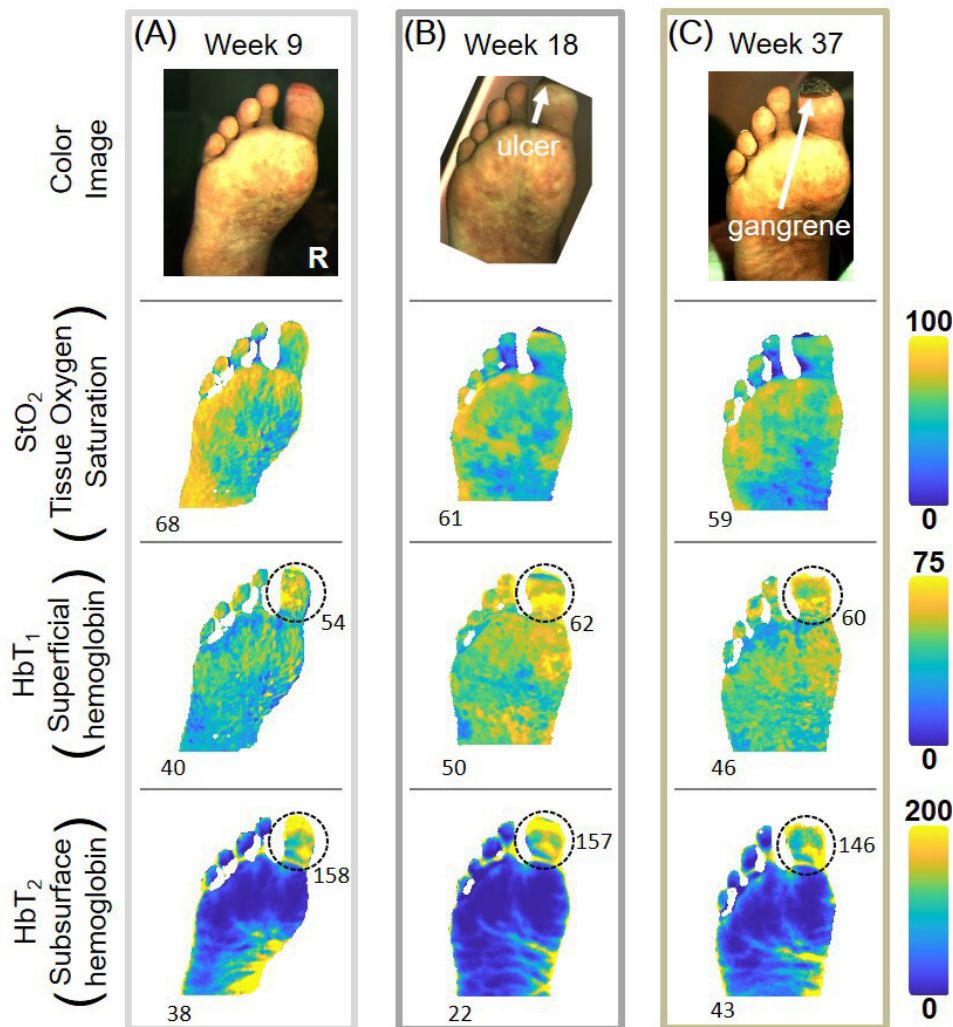 (A) Week 9
(B) Week 18
(C) Week 37
Color
Image
R
ulcer
gangrene
StO2
(Tissue Oxygen
Saturation)
68
61
59
100
0
HbT1
(Superficial
hemoglobin)
54
62
60
40
50
46
75
0
HbT2
(Subsurface
hemoglobin)
158
157
146
38
22
43
200
0